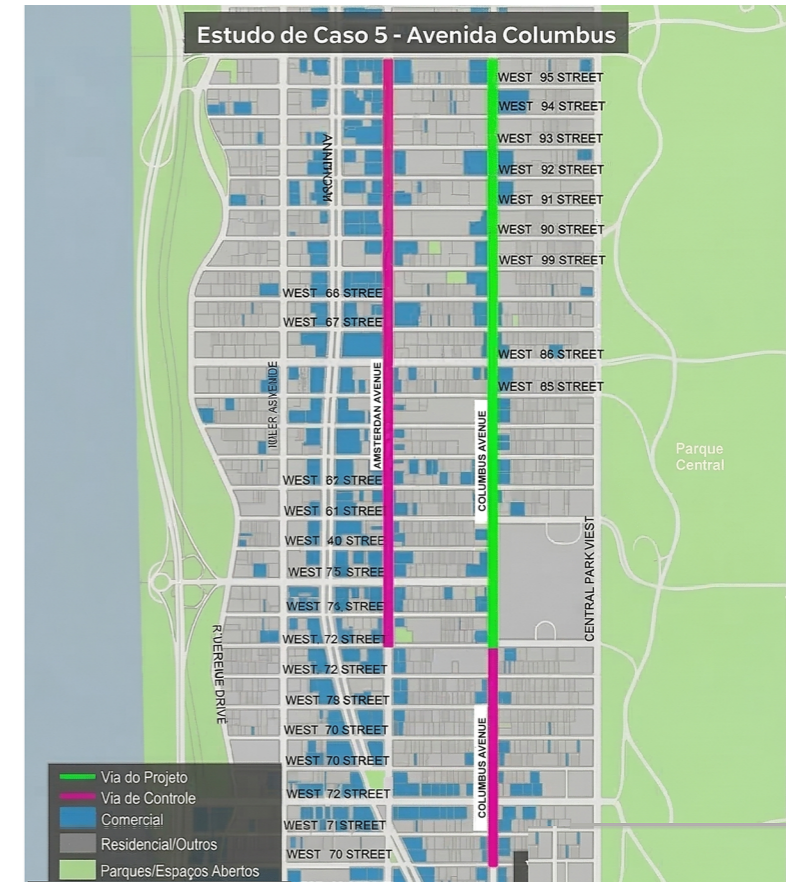 Estudo de Caso 5 - Avenida Columbus
WEST 95 STREET
WEST 94 STREET
WEST 93 STREET
WEST 92 STREET
WEST 91 STREET
WEST 90 STREET
WEST 99 STREET
WEST 66 STREET
WEST 67 STREET
WEST 86 STREET
WEST 85 STREET
AMSTERDAN AVENUE
COLUMBUS AVENUE
Parque
Central
WEST 62 STREE
WEST 61 STREE
WEST 40 STREE
WEST 75 STREE
WEST STREE
WEST. 72 STREE
CENTRAL PARK VIEST
WEST 72 STREET
WEST 78 STREET
WEST 70 STREET
WEST 70 STREET
WEST 72 STREET
WEST 71 STREET
WEST 70 STREET
COLUMBUS AVENUE
DRIVE
Via do Projeto
Via de Controle
Comercial
Residencial/Outros
Parques/Espaços Abertos